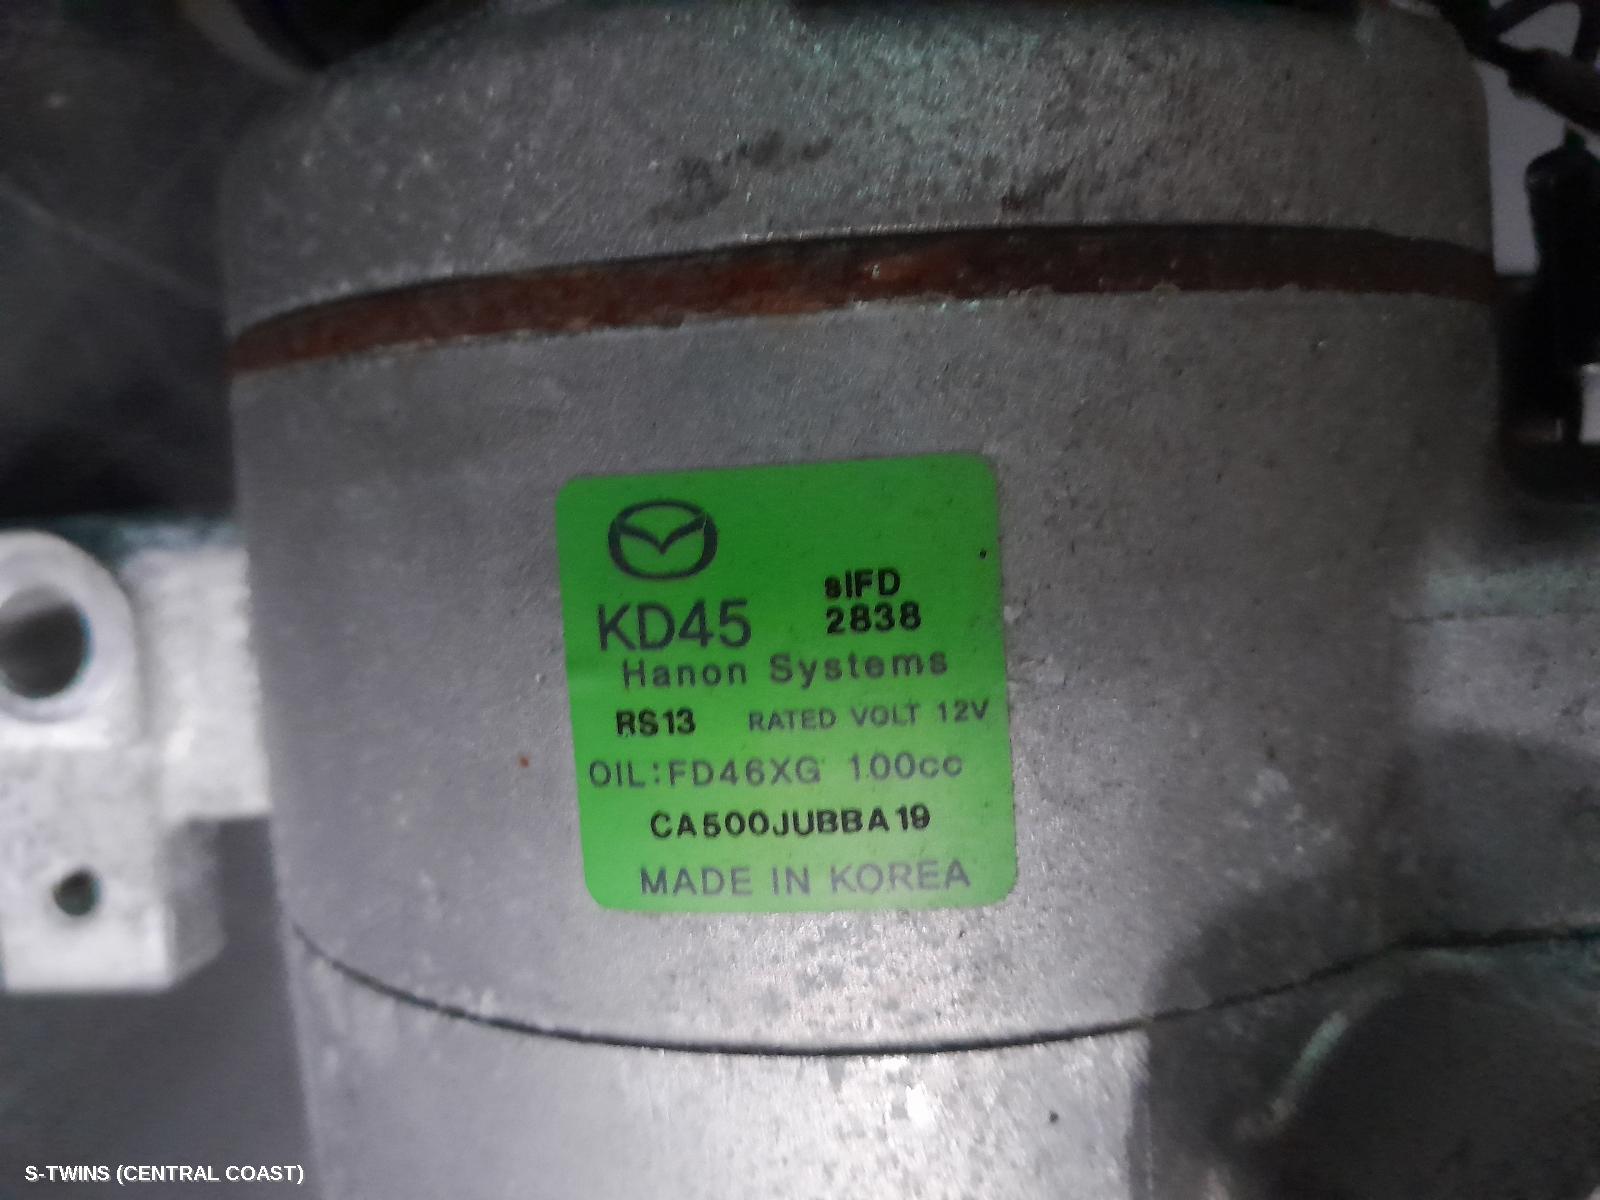 sIFD
KD45 2838
Hanon Systems
RS13 RATED VOLT 12V
OIL:FD46XG 100cc
CA500JUBBA19
MADE IN KOREA
S-TWINS (CENTRAL COAST)